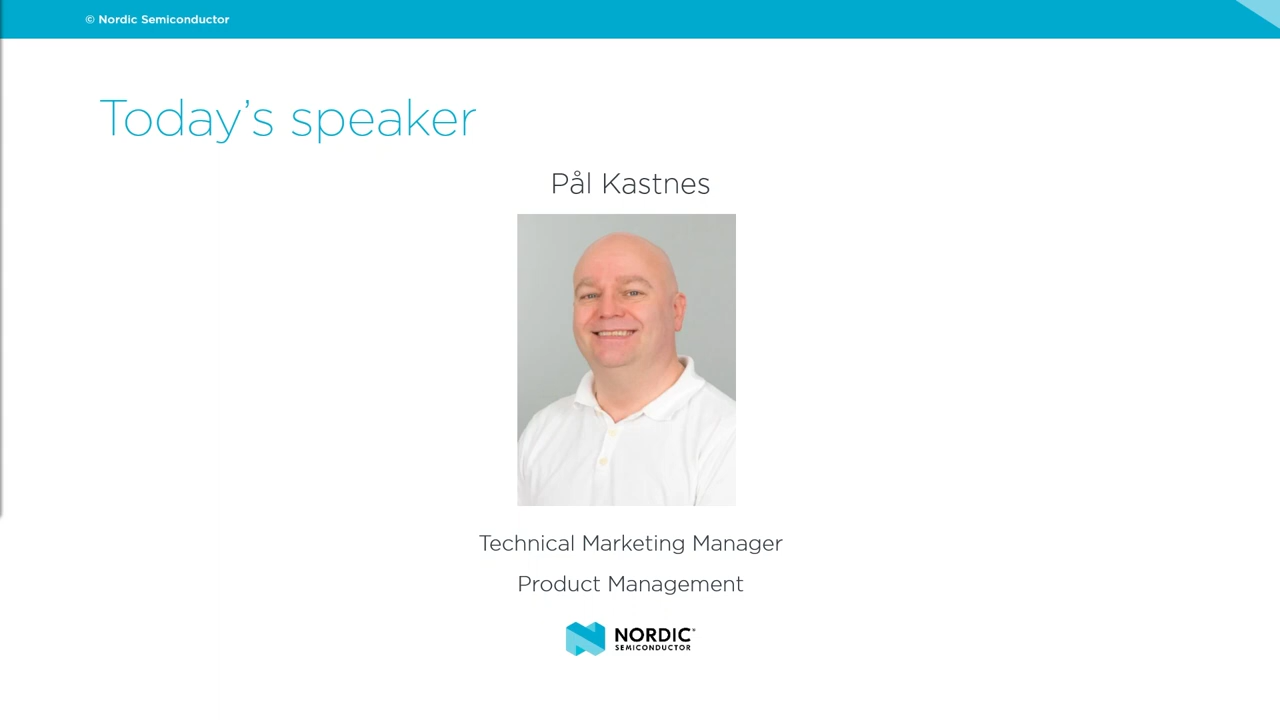 © Nordic Semiconductor
Today’s speaker
Pål Kastnes
Technical Marketing Manager
Product Management
NORDIC®
SEMICONDUCTOR